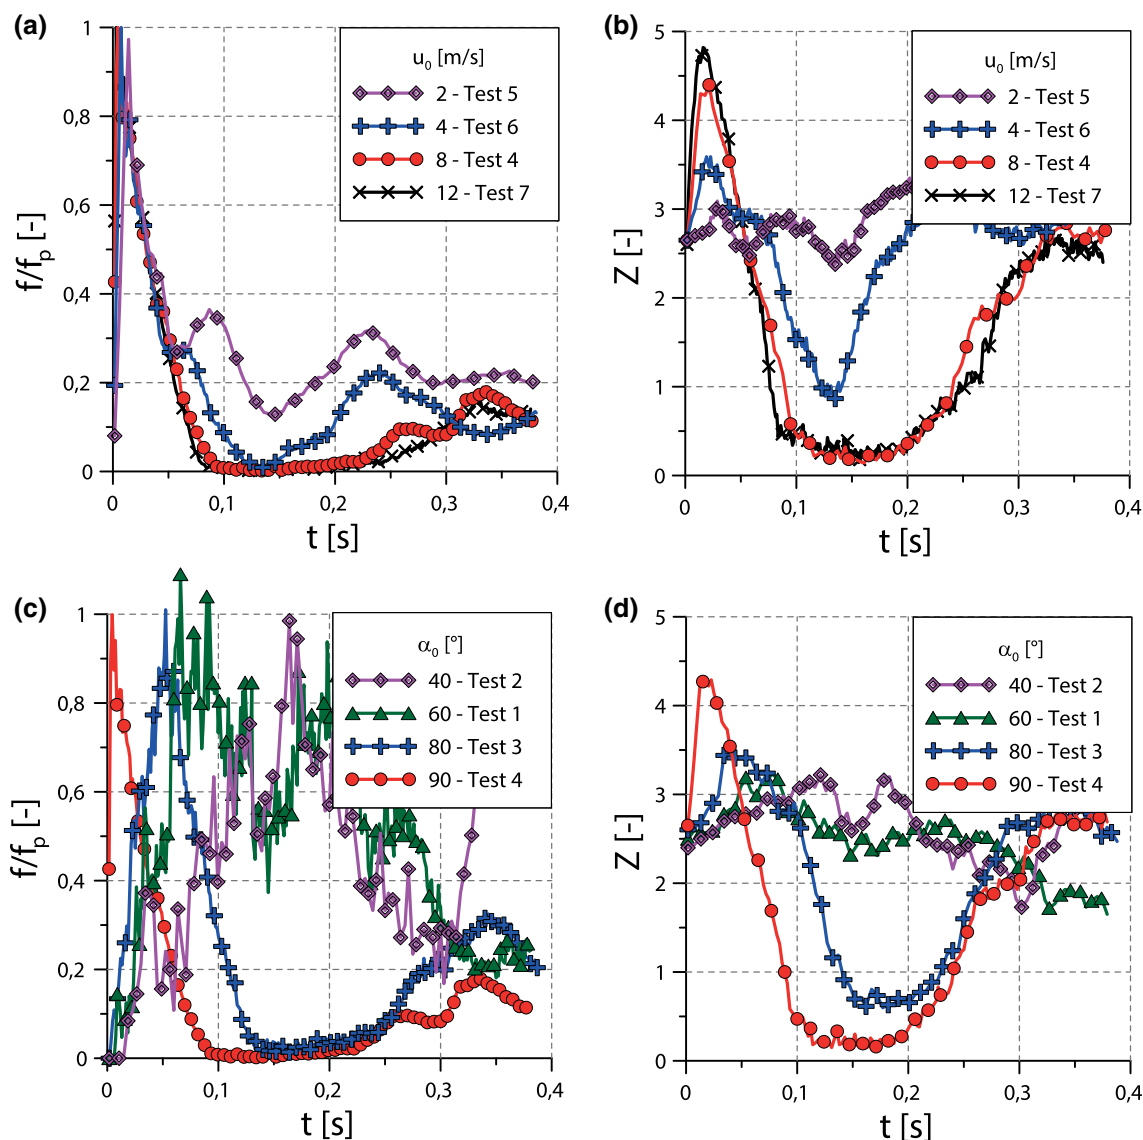 (a)
1
0,8
0,6
0,4
0,2
0
f/fp [-]
u0 [m/s]
2 - Test 5
4 - Test 6
8 - Test 4
12 - Test 7
0
0,1
0,2
0,3
0,4
t [s]
(b)
5
4
3
2
1
0
Z [-]
u0 [m/s]
2 - Test 5
4 - Test 6
8 - Test 4
12 - Test 7
0
0,1
0,2
0,3
0,4
t [s]
(c)
1
0,8
0,6
0,4
0,2
0
f/fp [-]
α0 [°]
40 - Test 2
60 - Test 1
80 - Test 3
90 - Test 4
0
0,1
0,2
0,3
0,4
t [s]
(d)
5
4
3
2
1
0
Z [-]
α0 [°]
40 - Test 2
60 - Test 1
80 - Test 3
90 - Test 4
0
0,1
0,2
0,3
0,4
t [s]